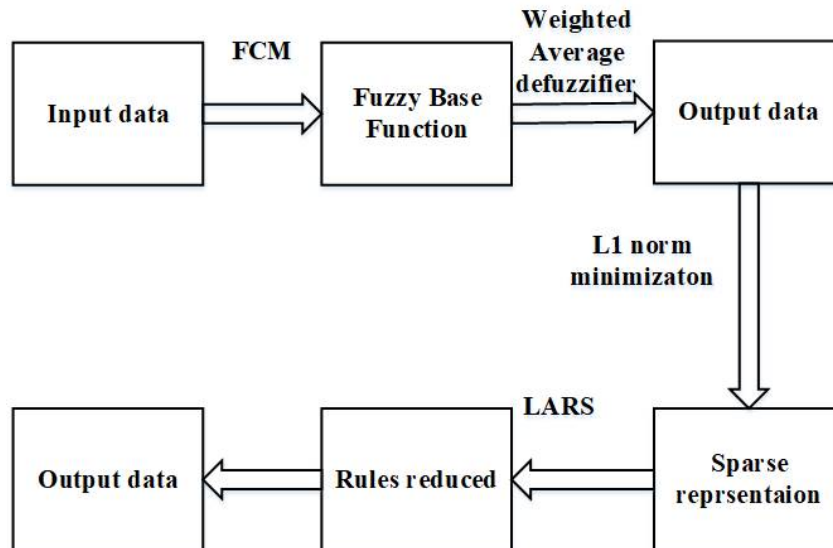 FCM
Weighted
Average
defuzzifier
Input data
Fuzzy Base
Function
Output data
L1 norm
minimizaton
LARS
Output data
Rules reduced
Sparse
reprsentaion